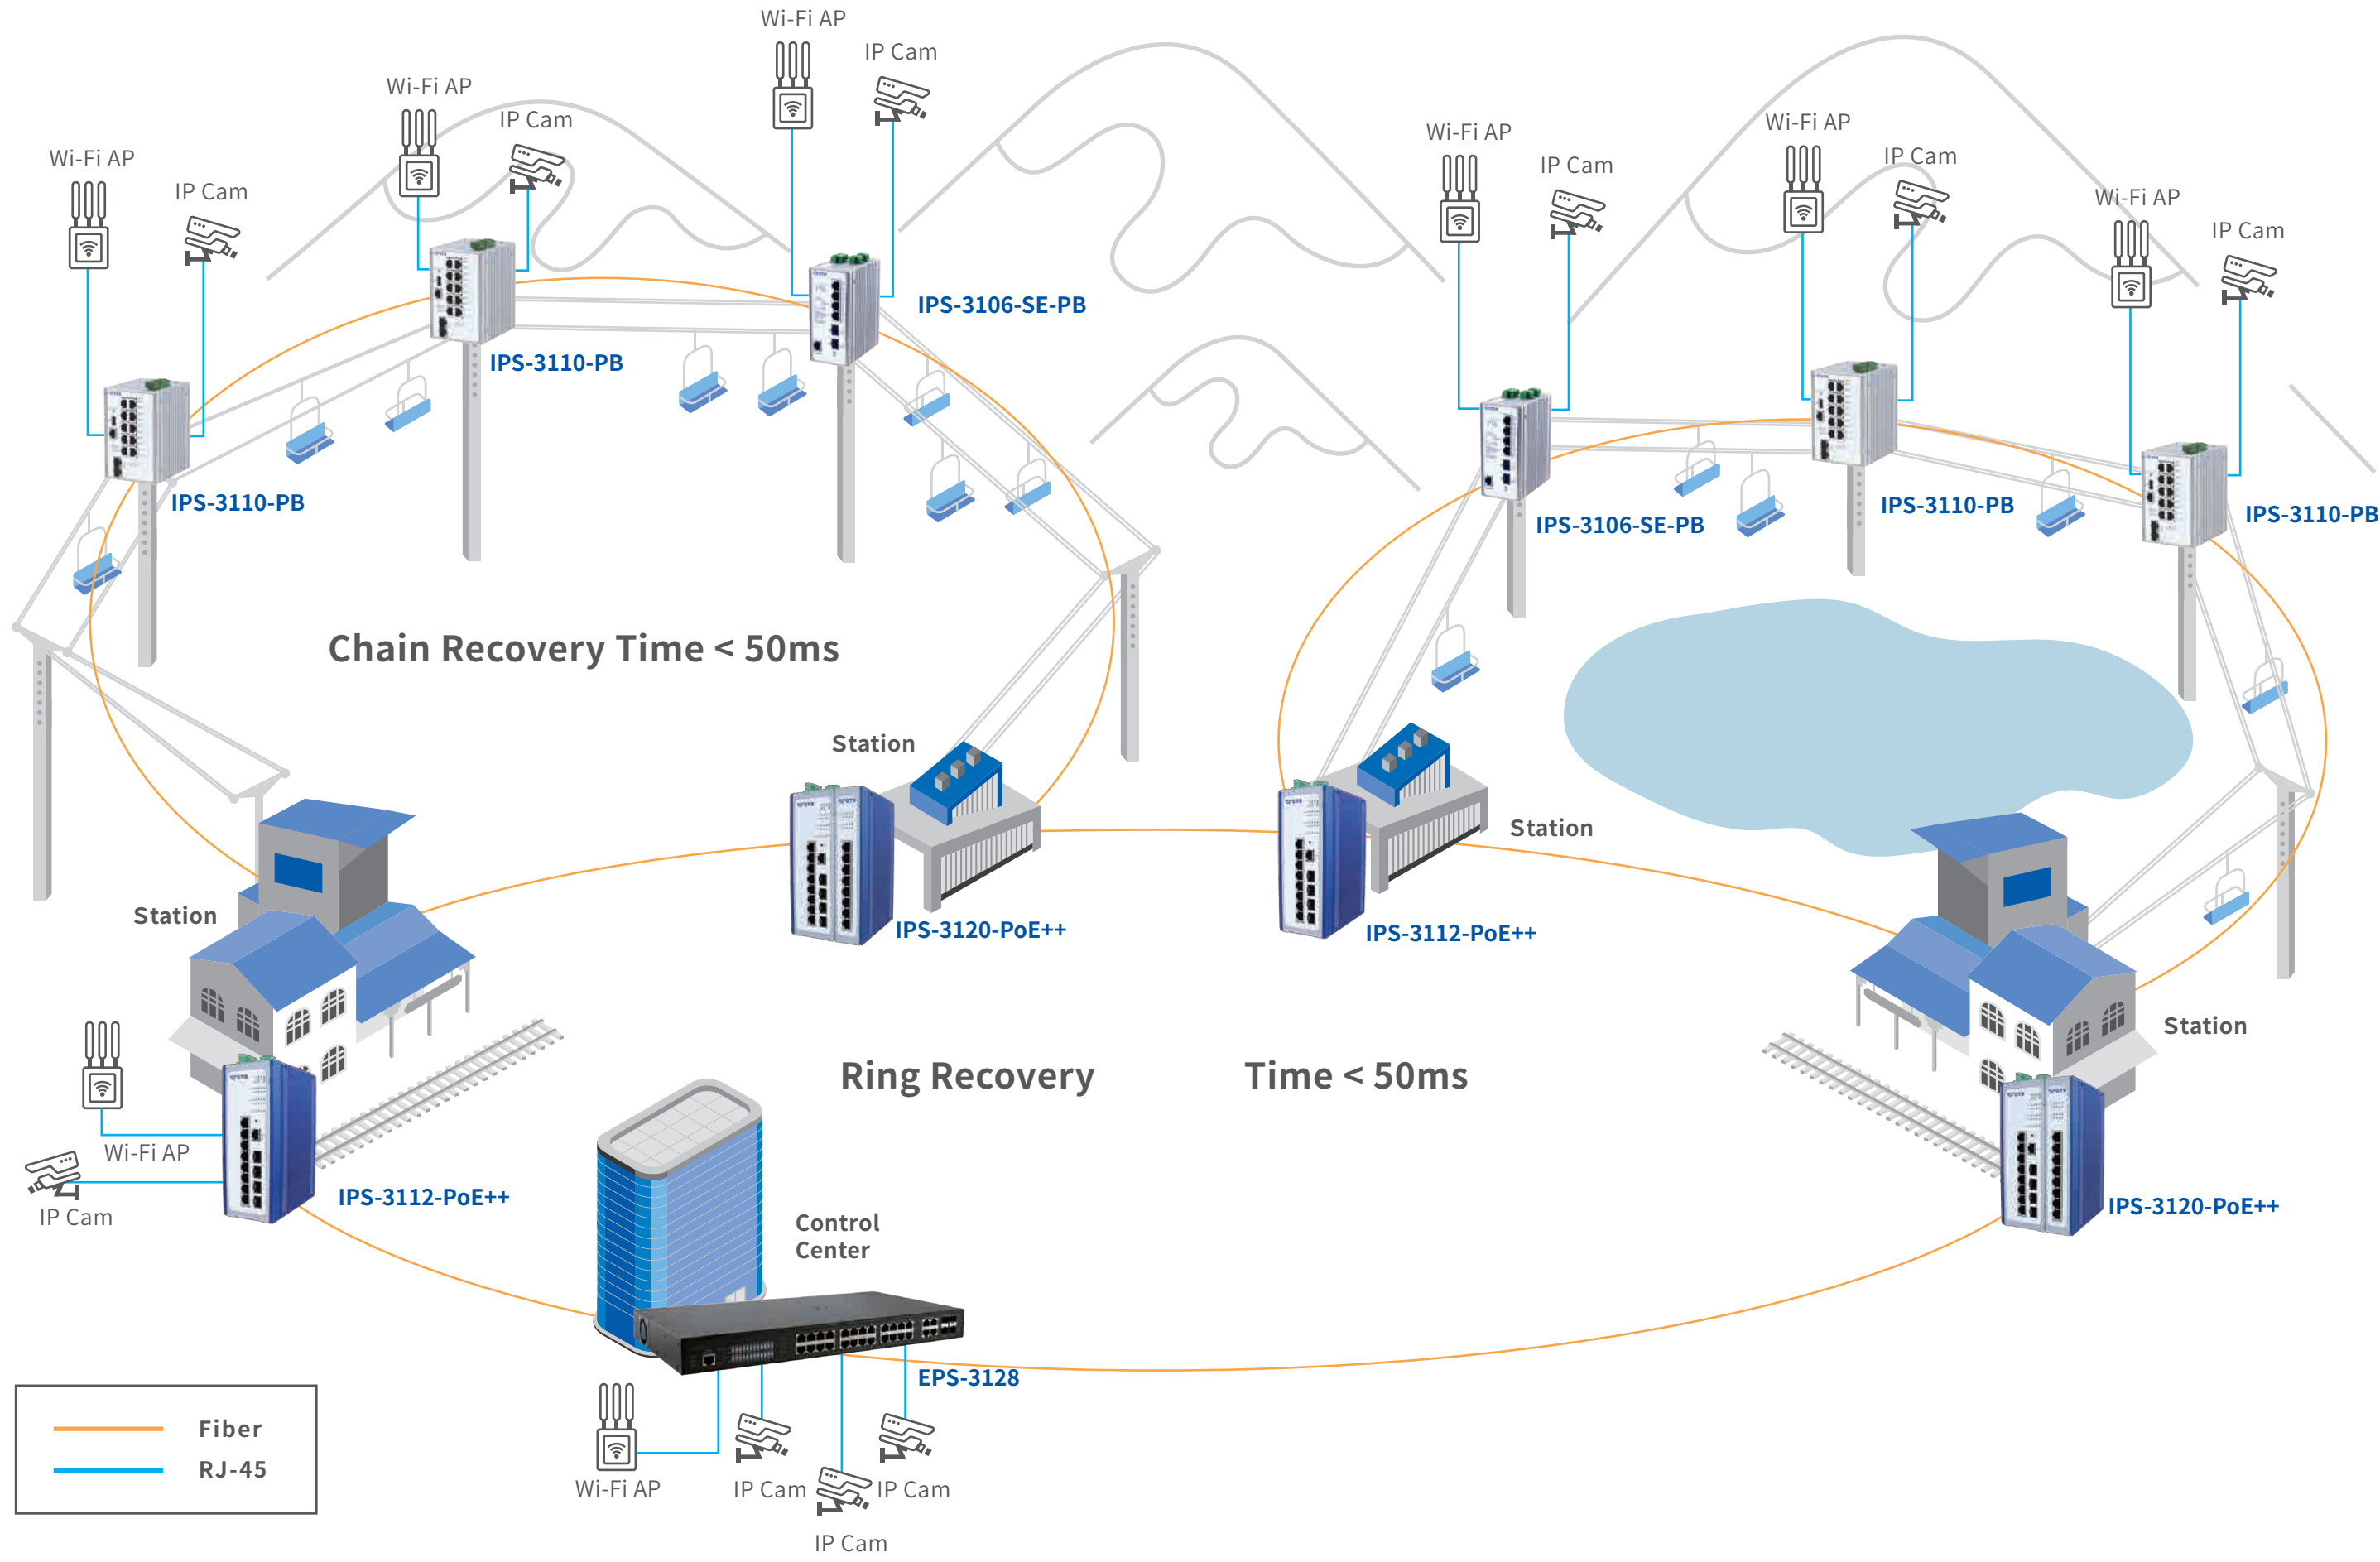 Wi-Fi AP
IP Cam
Wi-Fi AP
IP Cam
Wi-Fi AP
IP Cam
Wi-Fi AP
IP Cam
Wi-Fi AP
IP Cam
Wi-Fi AP
IP Cam
IPS-3110-PB
IPS-3110-PB
IPS-3106-SE-PB
IPS-3106-SE-PB
IPS-3110-PB
IPS-3110-PB
Chain Recovery Time < 50ms
Station
Station
Station
IPS-3120-PoE++
IPS-3112-PoE++
Station
Ring Recovery Time < 50ms
Wi-Fi AP
IP Cam
IPS-3112-PoE++
IPS-3120-PoE++
Control
Center
EPS-3128
Wi-Fi AP
IP Cam
IP Cam
IP Cam
Fiber
RJ-45